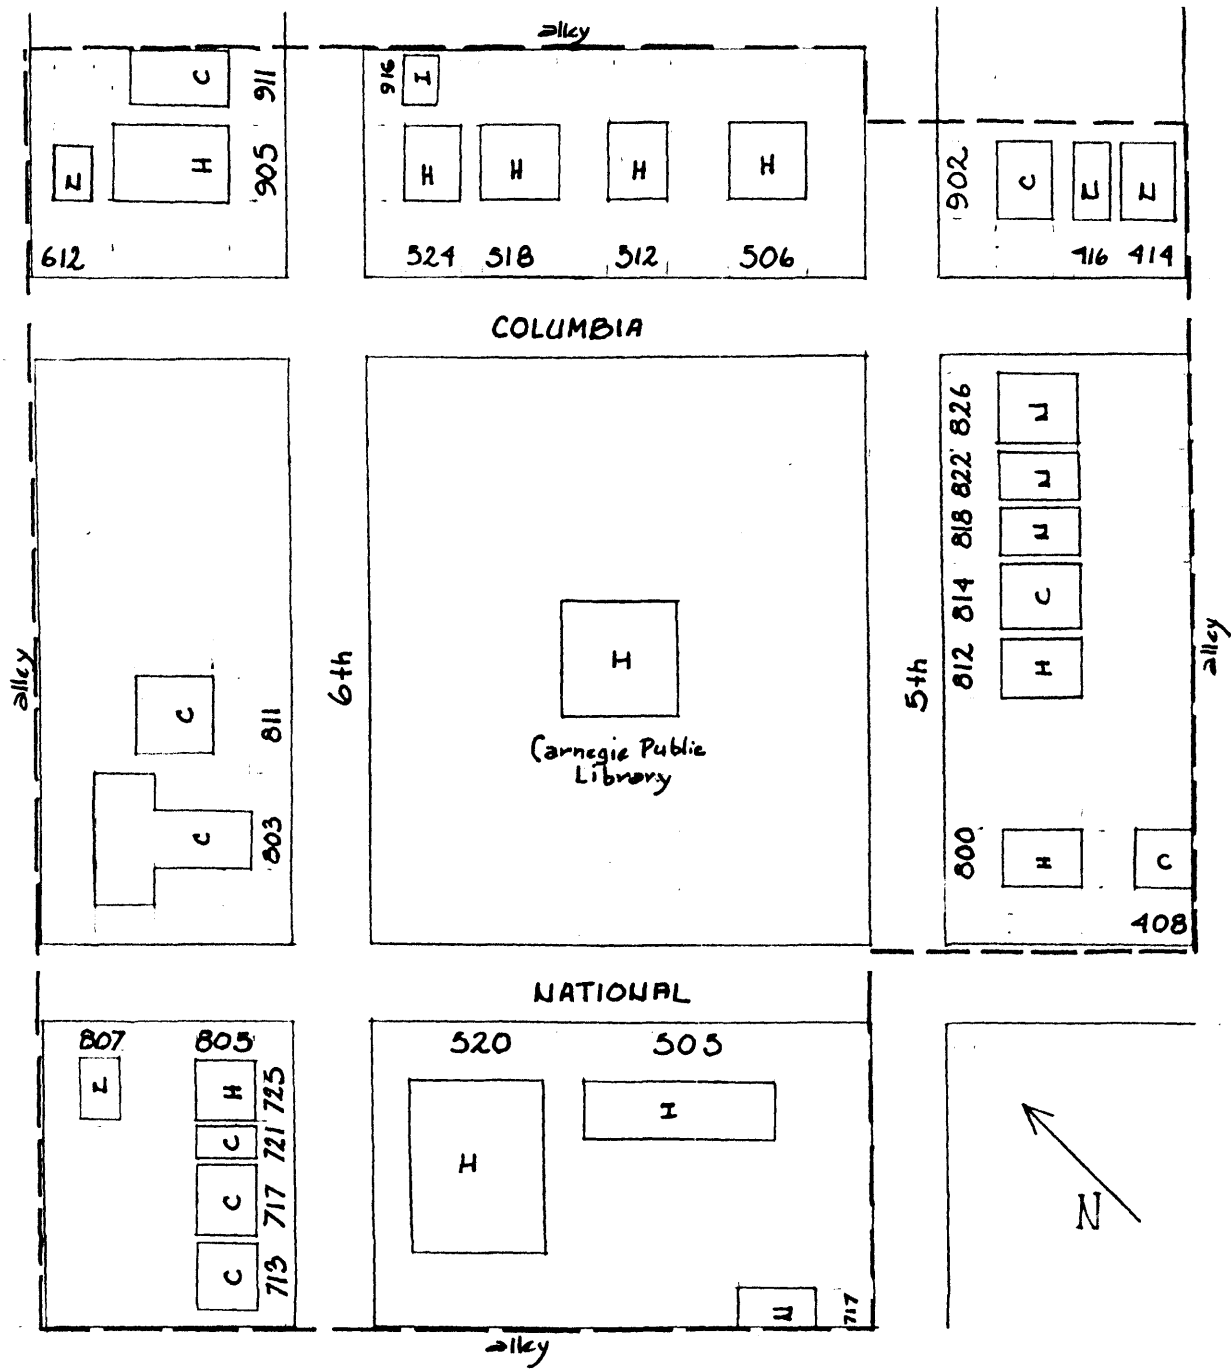 alley
C
911
916
I
N
H
905
H
H
H
H
902
C
N
N
612
524 518 512 506
416 414
COLUMBIA
N
826
N
822
N
818
C
814
H
812
alley
6th
5th
alley
H
Carnegie Public
Library
C
811
C
803
800
H
C
408
NATIONAL
807 805
520 505
N
H
725
C
721
C
717
C
713
H
I
N
717
N
alley